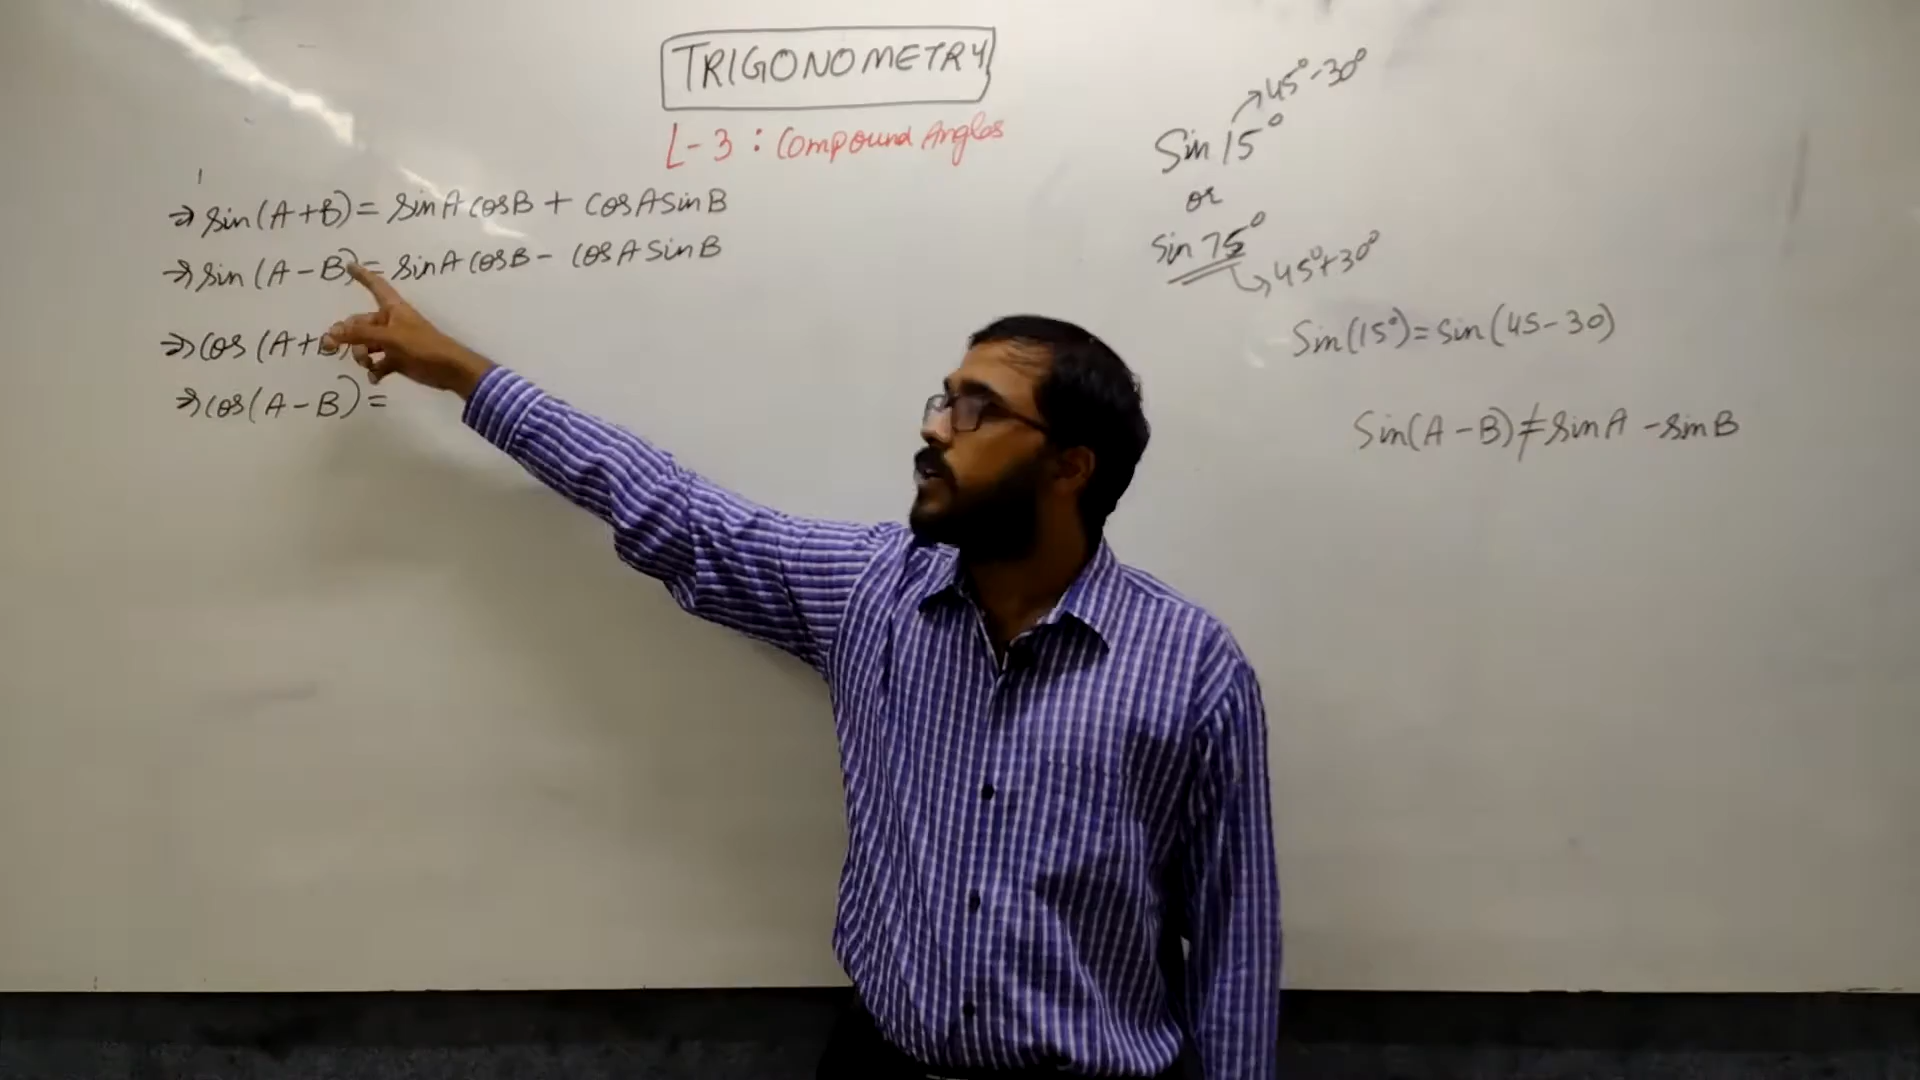 TRIGONOMETRY
L-3 : Compound Angles
→ sin(A+B)= sinA cosB + cosA sinB
→ sin(A-B)= sinA cosB - cosA sinB
→ cos(A+B)
→ cos(A-B)=
45°-30°
Sin 15°
or
Sin 75°
45°+30°
Sin(15°)=Sin(45-30)
Sin(A-B)≠sinA -sinB